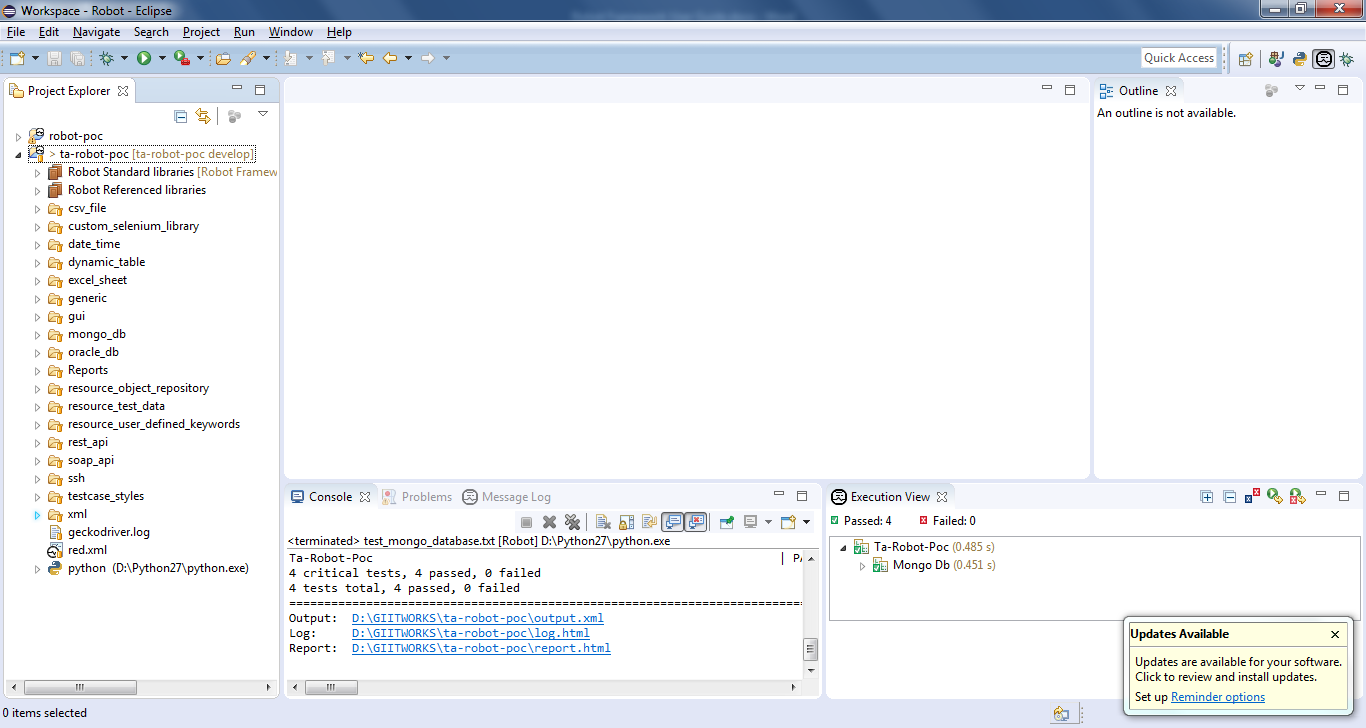 Workspace - Robot - Eclipse
File Edit Navigate Search Project Run Window Help
Quick Access
Project Explorer
robot-poc
> ta-robot-poc [ta-robot-poc develop]
Robot Standard libraries [Robot Framew
Robot Referenced libraries
csv_file
custom_selenium_library
date_time
dynamic_table
excel_sheet
generic
gui
mongo_db
oracle_db
Reports
resource_object_repository
resource_test_data
resource_user_defined_keywords
rest_api
soap_api
ssh
testcase_styles
xml
geckodriver.log
red.xml
python (D:\Python27\python.exe)
Outline
An outline is not available.
Console Problems Message Log
<terminated> test_mongo_database.txt [Robot] D:\Python27\python.exe
Ta-Robot-Poc | PA
4 critical tests, 4 passed, 0 failed
4 tests total, 4 passed, 0 failed
==============================================================================
Output: D:\GIITWORKS\ta-robot-poc\output.xml
Log: D:\GIITWORKS\ta-robot-poc\log.html
Report: D:\GIITWORKS\ta-robot-poc\report.html
Execution View
Passed: 4 Failed: 0
Ta-Robot-Poc (0.485 s)
Mongo Db (0.451 s)
Updates Available
Updates are available for your software.
Click to review and install updates.
Set up Reminder options
0 items selected